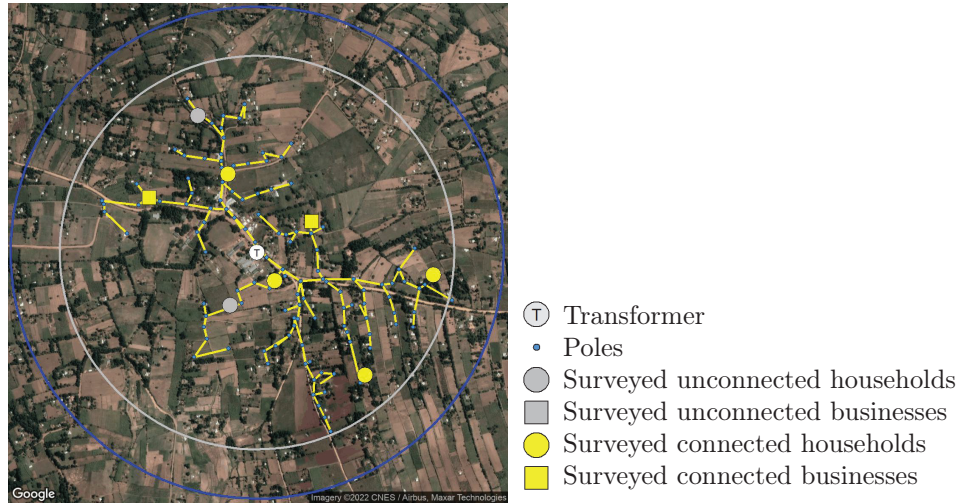 T
Google
Imagery ©2022 CNES / Airbus, Maxar Technologies
T Transformer
Poles
Surveyed unconnected households
Surveyed unconnected businesses
Surveyed connected households
Surveyed connected businesses